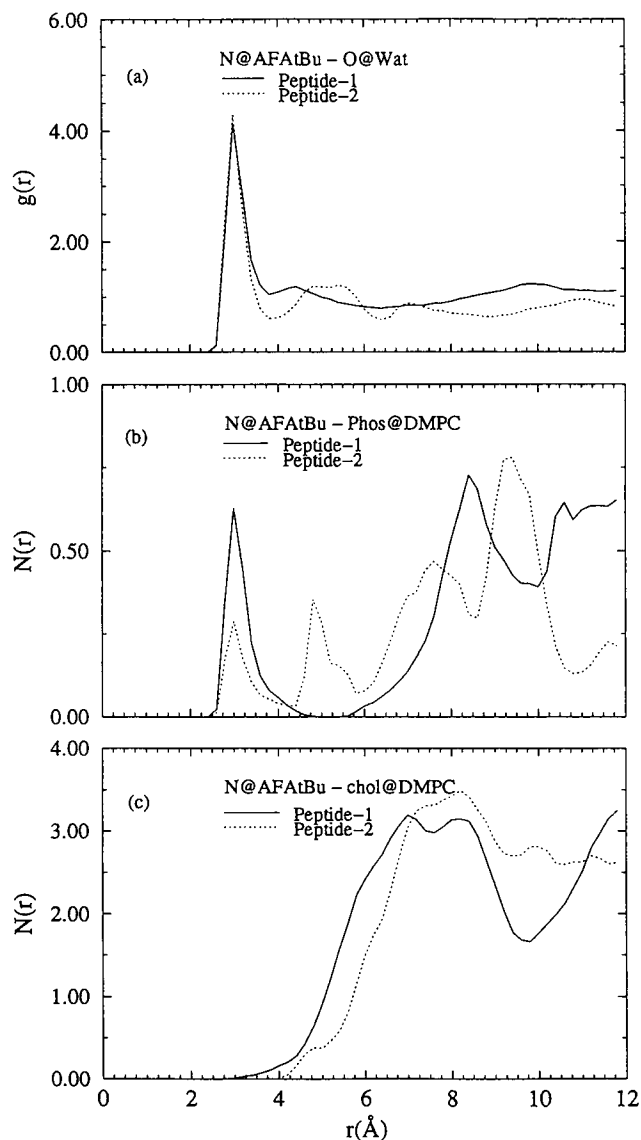 6.00
N@AFAtBu – O@Wat
(a)
Peptide–1
Peptide–2
4.00
g(r)
2.00
0.00
1.00
N@AFAtBu – Phos@DMPC
(b)
Peptide–1
Peptide–2
N(r)
0.50
0.00
4.00
N@AFAtBu – chol@DMPC
(c)
Peptide–1
3.00
Peptide–2
N(r)
2.00
1.00
0.00
0 2 4 6 8 10 12
r(Å)